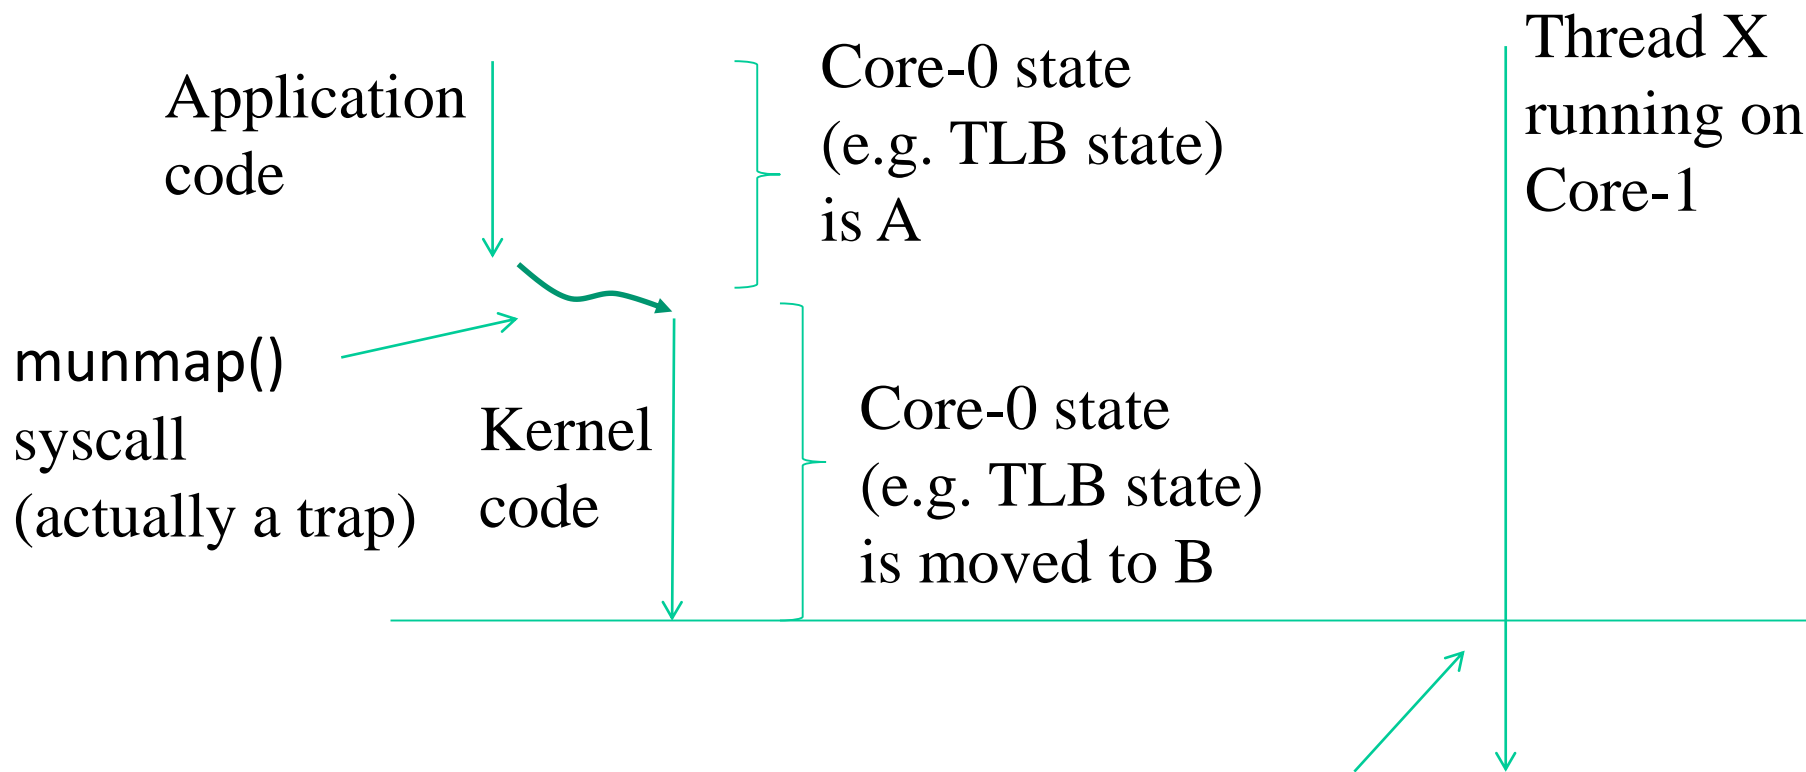 Application
code
Core-0 state
(e.g. TLB state)
is A
Thread X
running on
Core-1
munmap()
syscall
(actually a trap)
Kernel
code
Core-0 state
(e.g. TLB state)
is moved to B